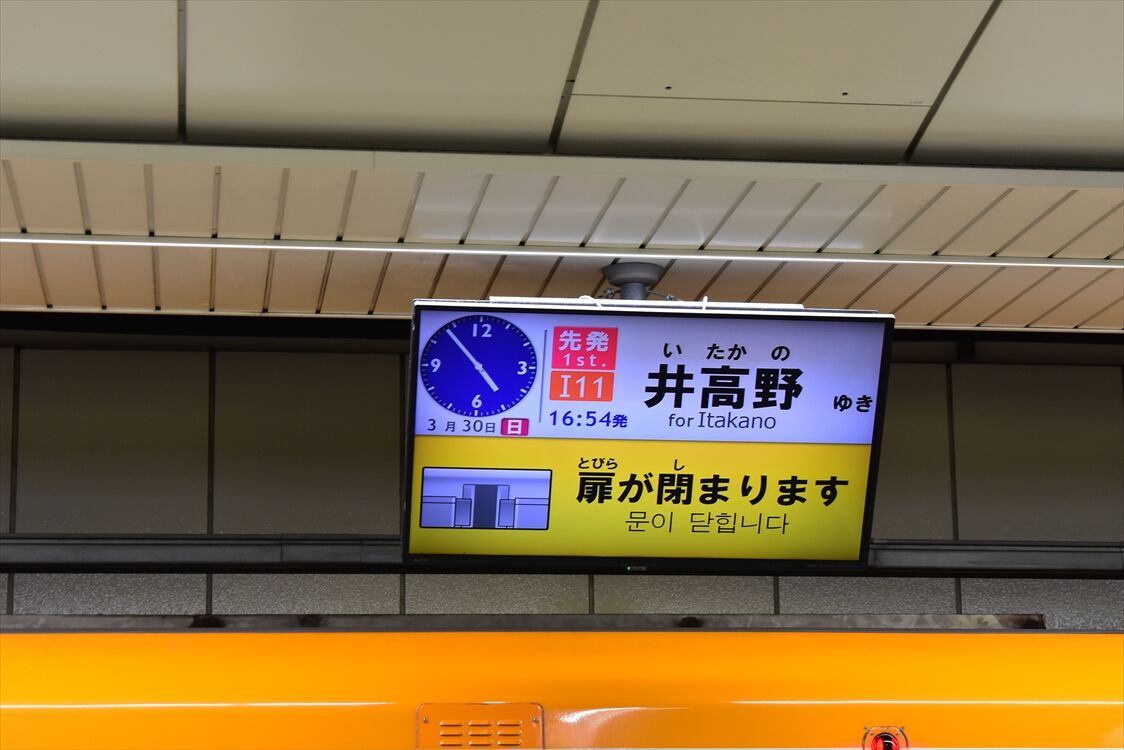 12
3
6
9
3月30日 日
先発
1st.
I11
16:54発
い たか の
井高野 ゆき
for Itakano
とびら し
扉が閉まります
문이 닫힙니다